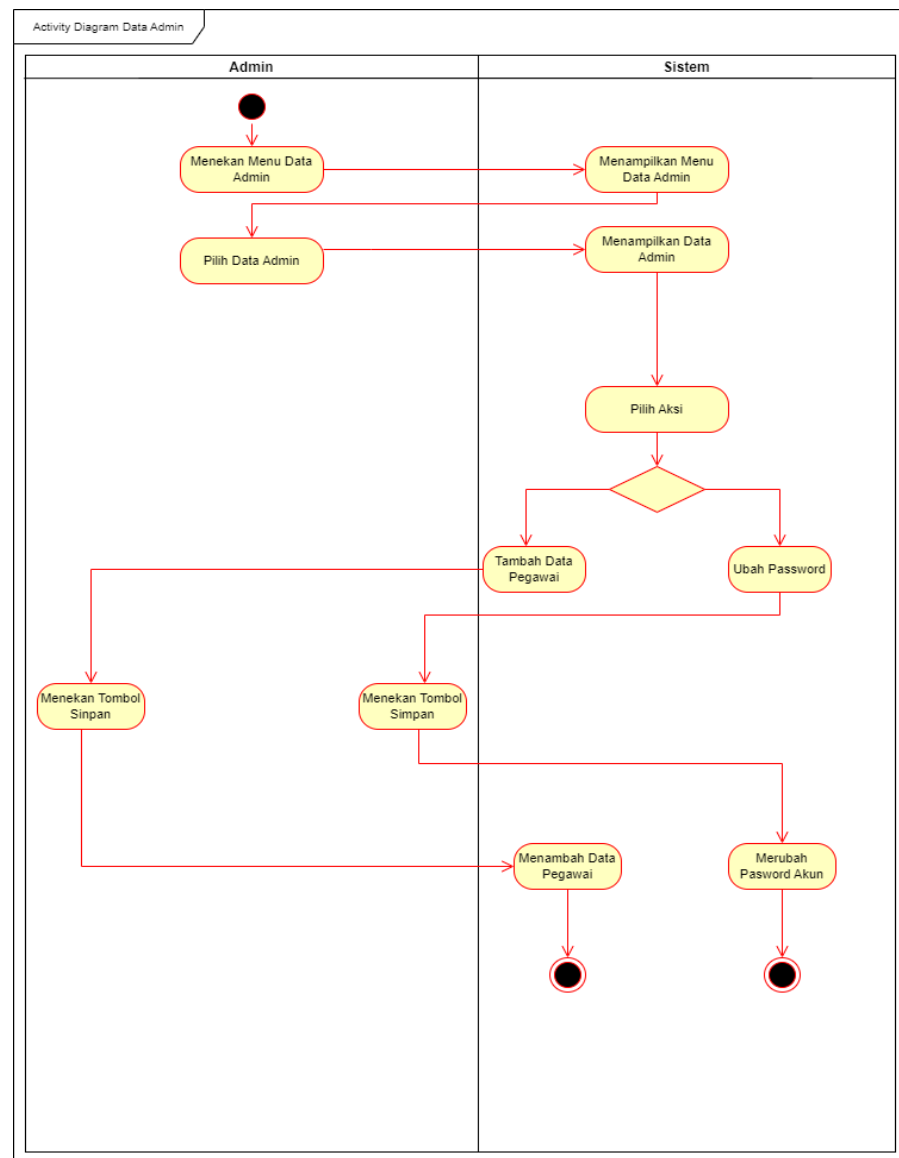 Activity Diagram Data Admin
Admin
Sistem
Menekan Menu Data
Admin
Menampilkan Menu
Data Admin
Pilih Data Admin
Menampilkan Data
Admin
Pilih Aksi
Tambah Data
Pegawai
Ubah Password
Menekan Tombol
Sinpan
Menekan Tombol
Simpan
Menambah Data
Pegawai
Merubah
Pasword Akun